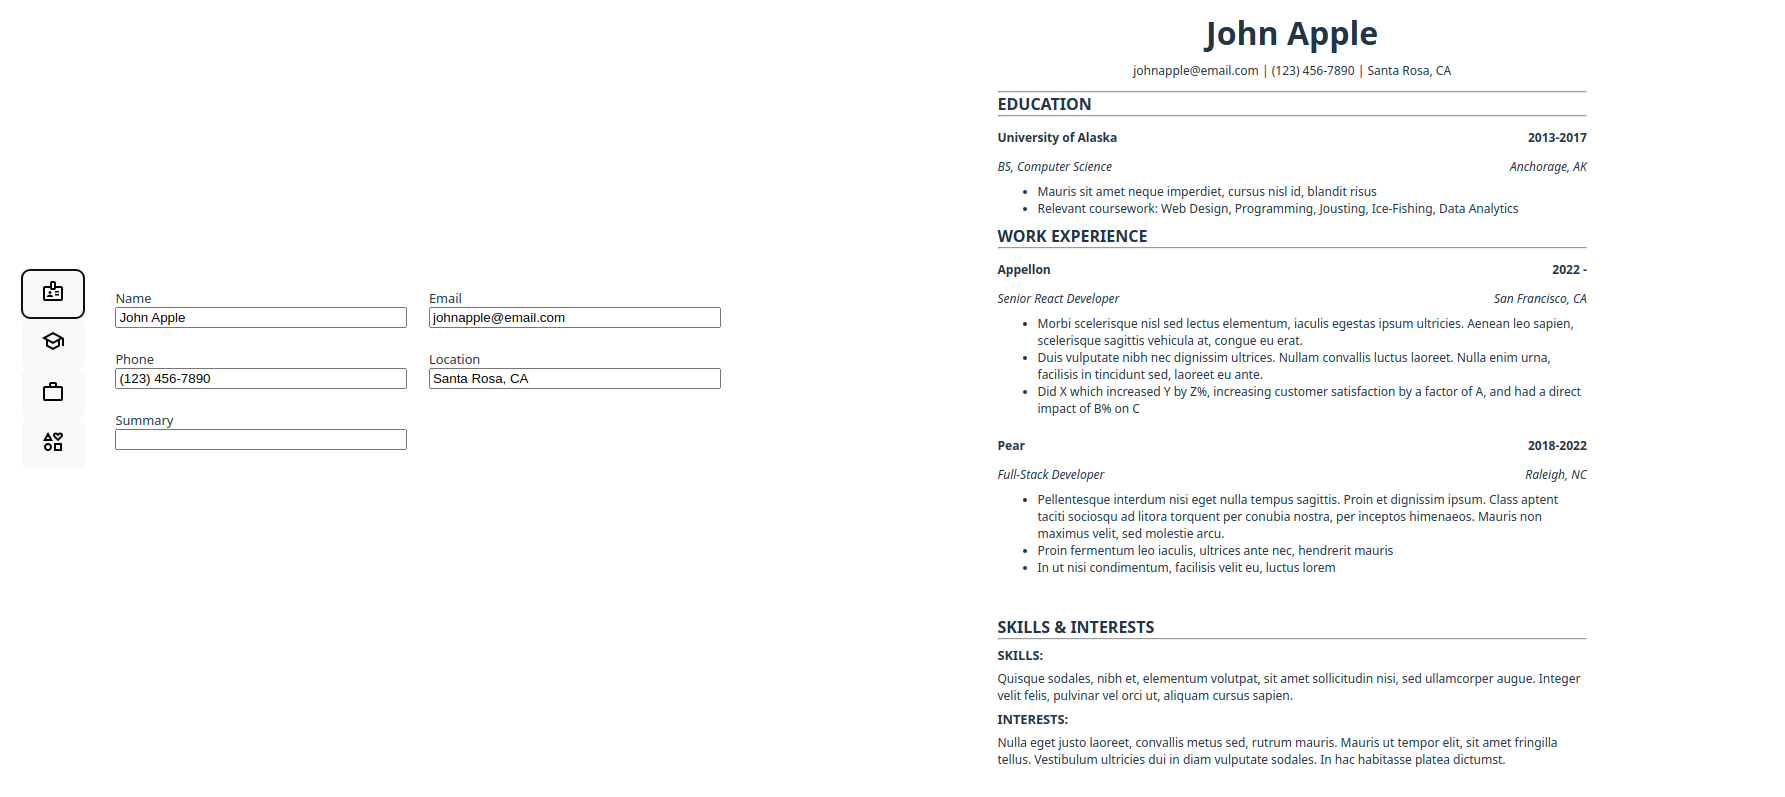 Name
John Apple
Email
johnapple@email.com
Phone
(123) 456-7890
Location
Santa Rosa, CA
Summary
John Apple
johnapple@email.com | (123) 456-7890 | Santa Rosa, CA
EDUCATION
University of Alaska 2013-2017
BS, Computer Science Anchorage, AK
• Mauris sit amet neque imperdiet, cursus nisl id, blandit risus
• Relevant coursework: Web Design, Programming, Jousting, Ice-Fishing, Data Analytics
WORK EXPERIENCE
Appellon 2022 -
Senior React Developer San Francisco, CA
• Morbi scelerisque nisl sed lectus elementum, iaculis egestas ipsum ultricies. Aenean leo sapien,
scelerisque sagittis vehicula at, congue eu erat.
• Duis vulputate nibh nec dignissim ultrices. Nullam convallis luctus laoreet. Nulla enim urna,
facilisis in tincidunt sed, laoreet eu ante.
• Did X which increased Y by Z%, increasing customer satisfaction by a factor of A, and had a direct
impact of B% on C
Pear 2018-2022
Full-Stack Developer Raleigh, NC
• Pellentesque interdum nisi eget nulla tempus sagittis. Proin et dignissim ipsum. Class aptent
taciti sociosqu ad litora torquent per conubia nostra, per inceptos himenaeos. Mauris non
maximus velit, sed molestie arcu.
• Proin fermentum leo iaculis, ultrices ante nec, hendrerit mauris
• In ut nisi condimentum, facilisis velit eu, luctus lorem
SKILLS & INTERESTS
SKILLS:
Quisque sodales, nibh et, elementum volutpat, sit amet sollicitudin nisi, sed ullamcorper augue. Integer
velit felis, pulvinar vel orci ut, aliquam cursus sapien.
INTERESTS:
Nulla eget justo laoreet, convallis metus sed, rutrum mauris. Mauris ut tempor elit, sit amet fringilla
tellus. Vestibulum ultricies dui in diam vulputate sodales. In hac habitasse platea dictumst.